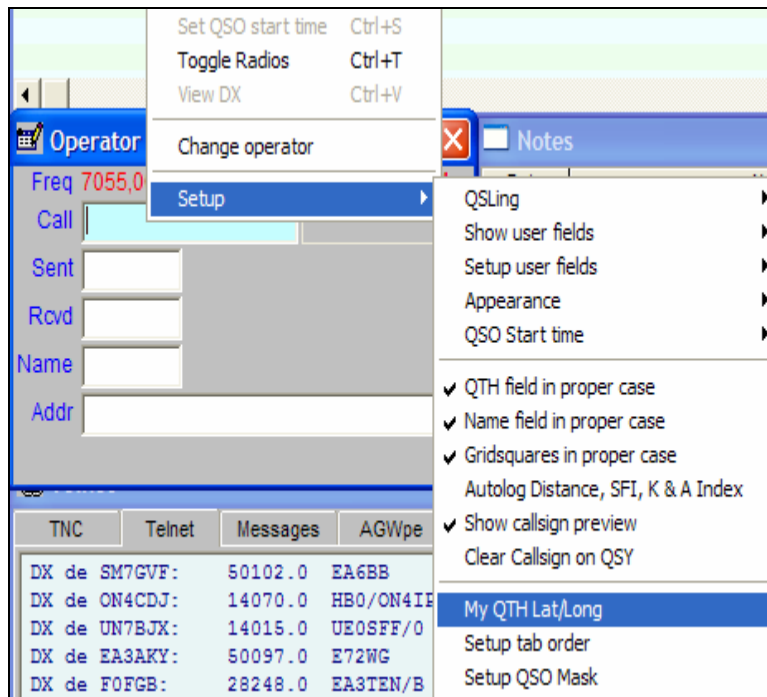 Set QSO start time Ctrl+S
Toggle Radios Ctrl+T
View DX Ctrl+V
Change operator
Setup
Operator
Notes
Freq 7055,0
Call
Sent
Rcvd
Name
Addr
QSLing
Show user fields
Setup user fields
Appearance
QSO Start time
QTH field in proper case
Name field in proper case
Gridsquares in proper case
Autolog Distance, SFI, K & A Index
Show callsign preview
Clear Callsign on QSY
My QTH Lat/Long
Setup tab order
Setup QSO Mask
TNC Telnet Messages AGWpe
DX de SM7GVF: 50102.0 EA6BB
DX de ON4CDJ: 14070.0 HB0/ON4IP
DX de UN7BJX: 14015.0 UE0SFF/0
DX de EA3AKY: 50097.0 E72WG
DX de F0FGB: 28248.0 EA3TEN/B